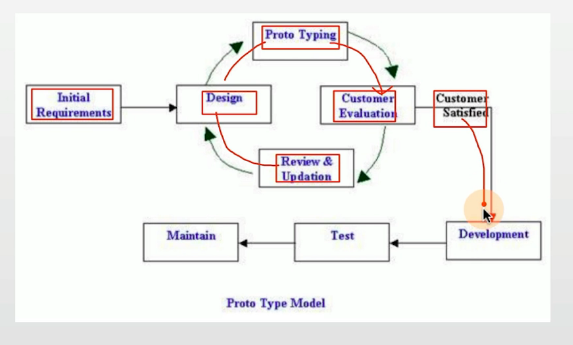 Proto Typing
Initial
Requirements
Design
Customer
Evaluation
Customer
Satisfied
Review &
Updation
Maintain
Test
Development
Proto Type Model